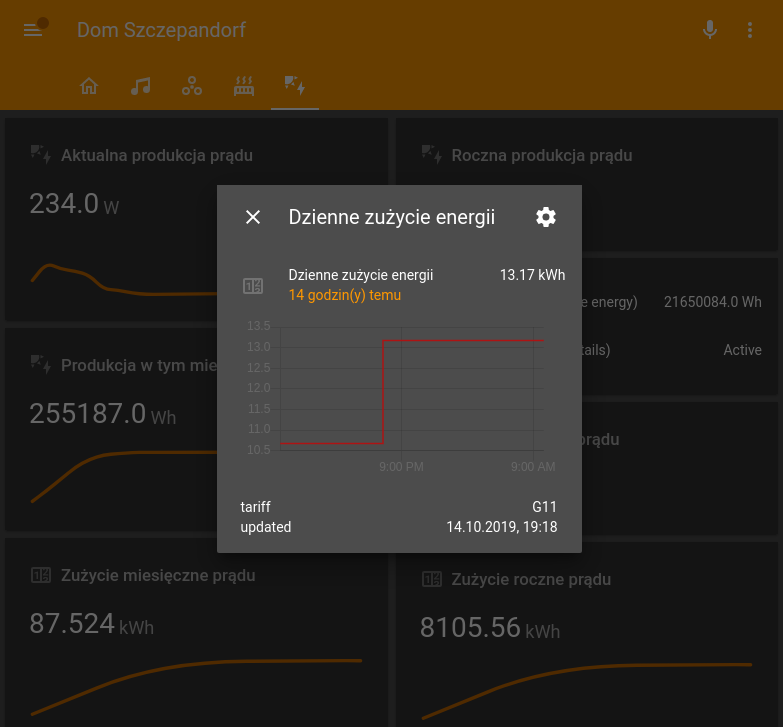 Dom Szczepandorf
Aktualna produkcja prądu
234.0 W
Roczna produkcja prądu
e energy) 21650084.0 Wh
tails) Active
Produkcja w tym mie
255187.0 Wh
prądu
Zużycie miesięczne prądu
87.524 kWh
Zużycie roczne prądu
8105.56 kWh
Dzienne zużycie energii
Dzienne zużycie energii 13.17 kWh
14 godzin(y) temu
13.5
13.0
12.5
12.0
11.5
11.0
10.5
9:00 PM 9:00 AM
tariff G11
updated 14.10.2019, 19:18